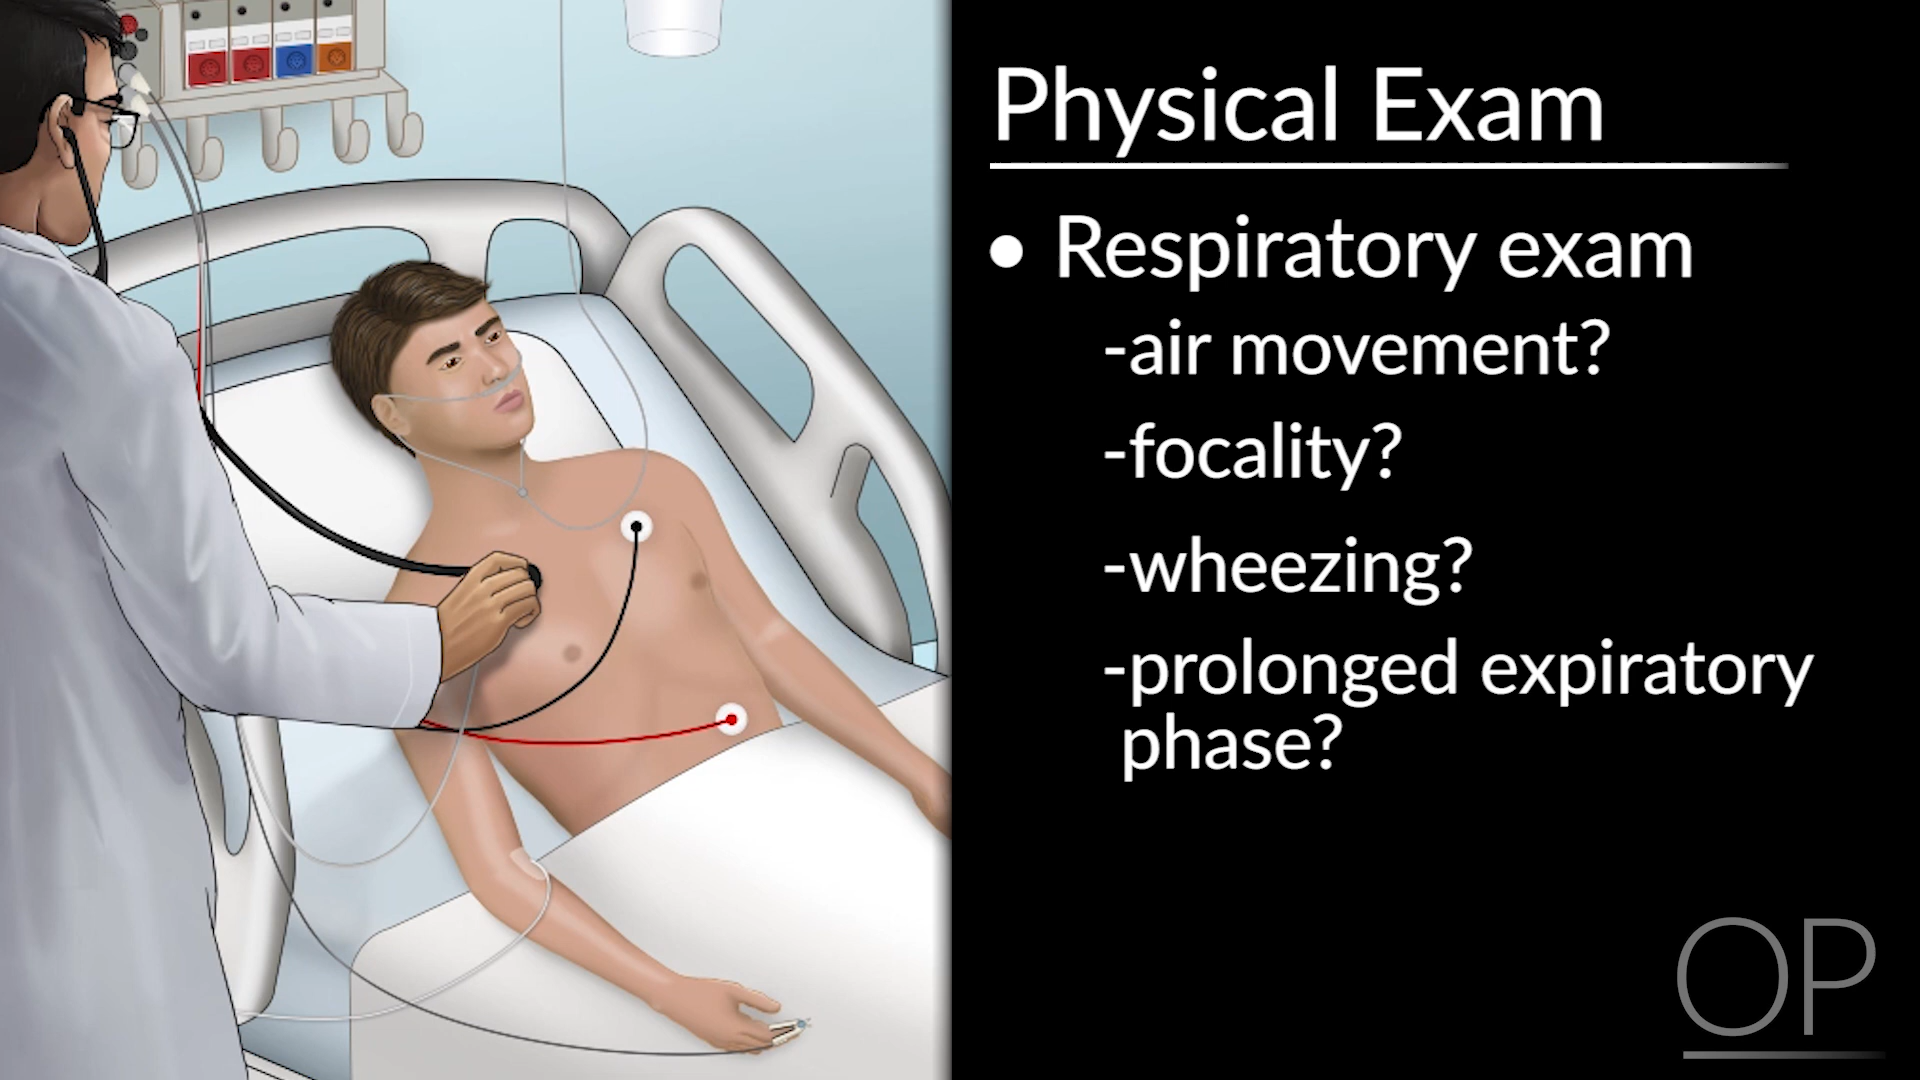 Physical Exam
• Respiratory exam
-air movement?
-focality?
-wheezing?
-prolonged expiratory
phase?
OP